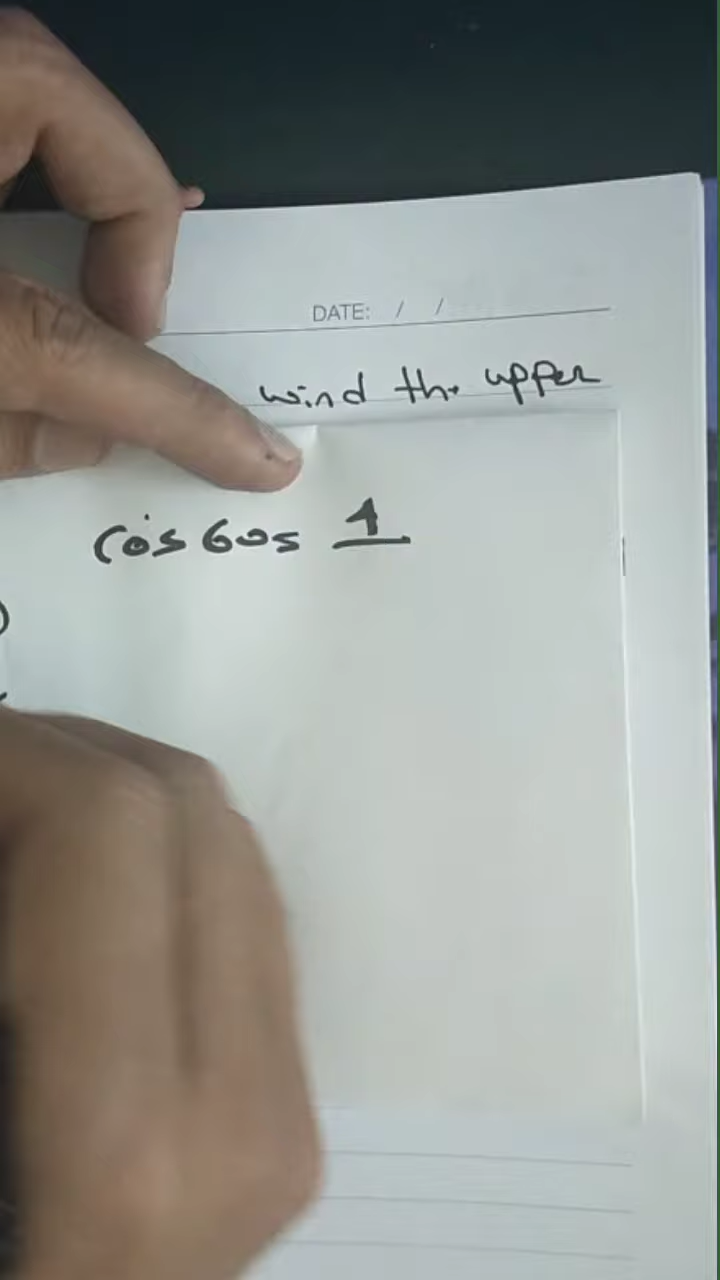 DATE: / /
wind the upper
cos 60s 1